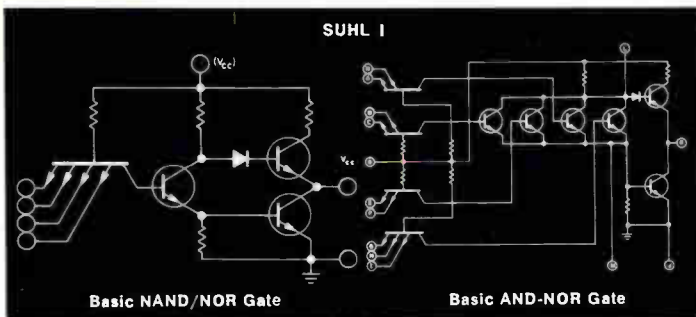 SUHL I
(Vcc)
Vcc
Basic NAND/NOR Gate
Basic AND-NOR Gate